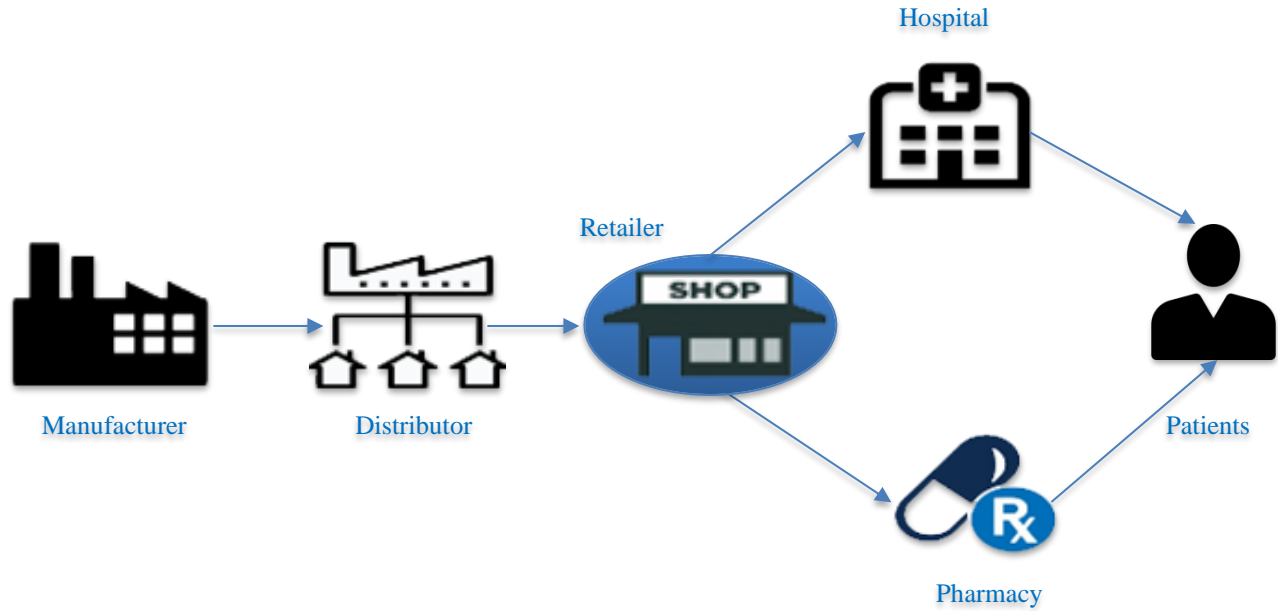 Hospital
Retailer
SHOP
Manufacturer
Distributor
Patients
Rx
Pharmacy